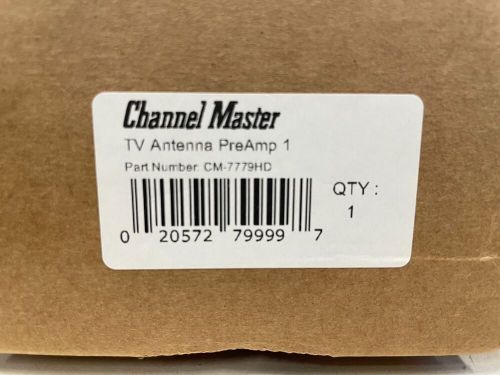 Channel Master
TV Antenna PreAmp 1
Part Number: CM-7779HD
QTY :
1
0 20572 79999 7